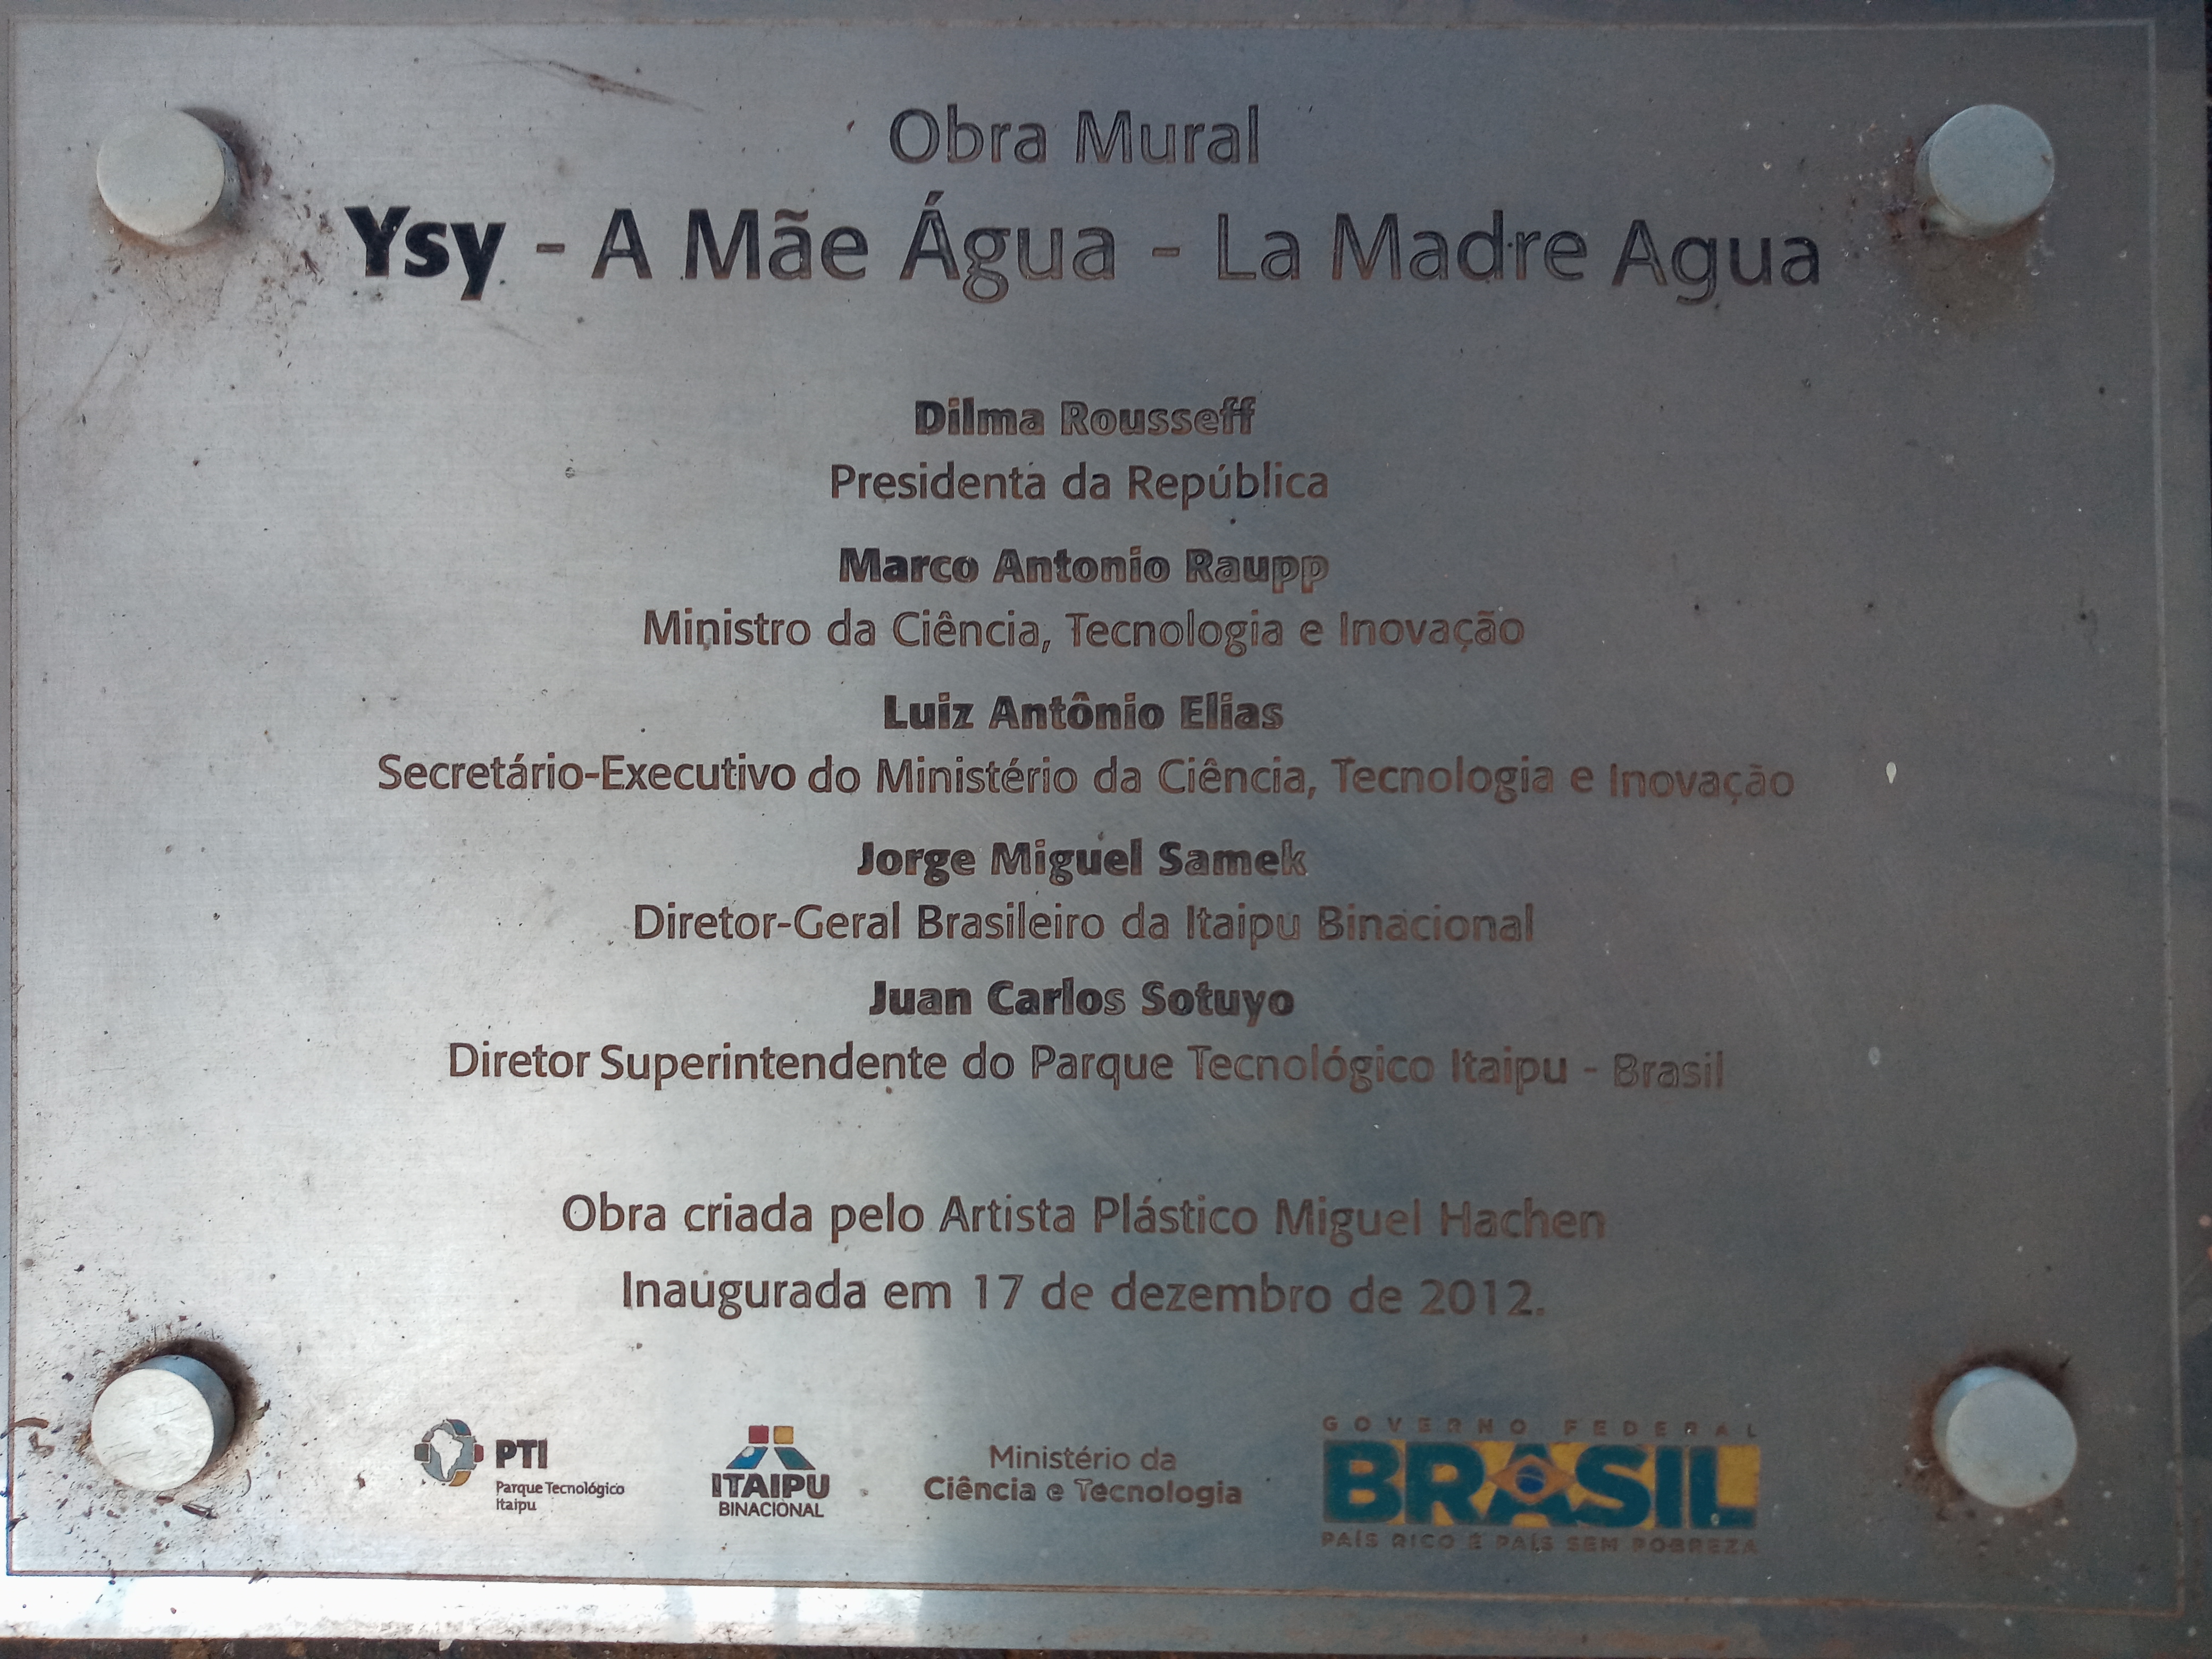 Obra Mural
Ysy - A Mãe Água - La Madre Agua
Dilma Rousseff
Presidenta da República
Marco Antonio Raupp
Ministro da Ciência, Tecnologia e Inovação
Luiz Antônio Elias
Secretário-Executivo do Ministério da Ciência, Tecnologia e Inovação
Jorge Miguel Samek
Diretor-Geral Brasileiro da Itaipu Binacional
Juan Carlos Sotuyo
Diretor Superintendente do Parque Tecnológico Itaipu - Brasil
Obra criada pelo Artista Plástico Miguel Hachen
Inaugurada em 17 de dezembro de 2012.
PTI
Parque Tecnológico
Itaipu
ITAIPU
BINACIONAL
Ministério da
Ciência e Tecnologia
GOVERNO FEDERAL
BRASIL
PAÍS RICO É PAÍS SEM POBREZA